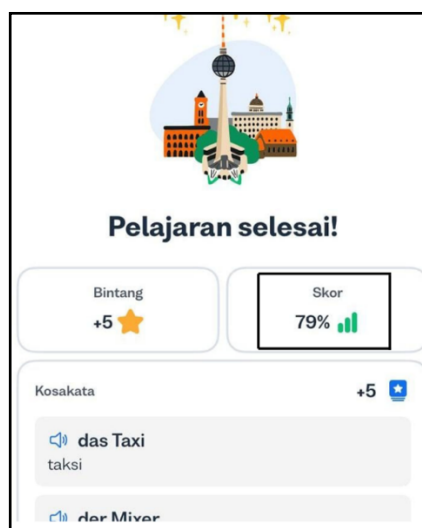 Pelajaran selesai!
Bintang
+5
Skor
79%
Kosakata
+5
das Taxi
taksi
der Mixer